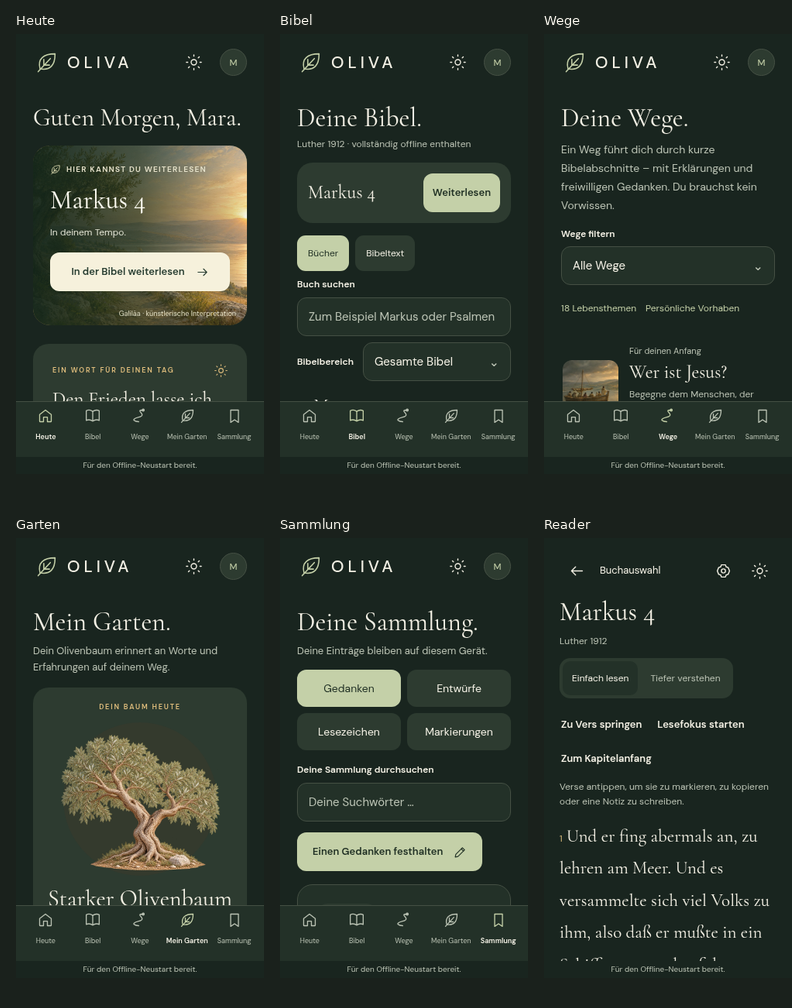 Heute
OLIVA
M
Guten Morgen, Mara.
HIER KANNST DU WEITERLESEN
Markus 4
In deinem Tempo.
In der Bibel weiterlesen
Galiläa · künstlerische Interpretation
EIN WORT FÜR DEINEN TAG
Den Frieden lasse ich
Heute
Bibel
Wege
Mein Garten
Sammlung
Für den Offline-Neustart bereit.
Bibel
OLIVA
M
Deine Bibel.
Luther 1912 · vollständig offline enthalten
Markus 4
Weiterlesen
Bücher
Bibeltext
Buch suchen
Zum Beispiel Markus oder Psalmen
Bibelbereich
Gesamte Bibel
Heute
Bibel
Wege
Mein Garten
Sammlung
Für den Offline-Neustart bereit.
Wege
OLIVA
M
Deine Wege.
Ein Weg führt dich durch kurze
Bibelabschnitte – mit Erklärungen und
freiwilligen Gedanken. Du brauchst kein
Vorwissen.
Wege filtern
Alle Wege
18 Lebensthemen
Persönliche Vorhaben
Für deinen Anfang
Wer ist Jesus?
Begegne dem Menschen, der
Heute
Bibel
Wege
Mein Garten
Sammlung
Für den Offline-Neustart bereit.
Garten
OLIVA
M
Mein Garten.
Dein Olivenbaum erinnert an Worte und
Erfahrungen auf deinem Weg.
DEIN BAUM HEUTE
Starker Olivenbaum
Heute
Bibel
Wege
Mein Garten
Sammlung
Für den Offline-Neustart bereit.
Sammlung
OLIVA
M
Deine Sammlung.
Deine Einträge bleiben auf diesem Gerät.
Gedanken
Entwürfe
Lesezeichen
Markierungen
Deine Sammlung durchsuchen
Deine Suchwörter …
Einen Gedanken festhalten
Heute
Bibel
Wege
Mein Garten
Sammlung
Für den Offline-Neustart bereit.
Reader
Buchauswahl
Markus 4
Luther 1912
Einfach lesen
Tiefer verstehen
Zu Vers springen
Lesefokus starten
Zum Kapitelanfang
Verse antippen, um sie zu markieren, zu kopieren
oder eine Notiz zu schreiben.
1 Und er fing abermals an, zu
lehren am Meer. Und es
versammelte sich viel Volks zu
ihm, also daß er mußte in ein
Für den Offline-Neustart bereit.